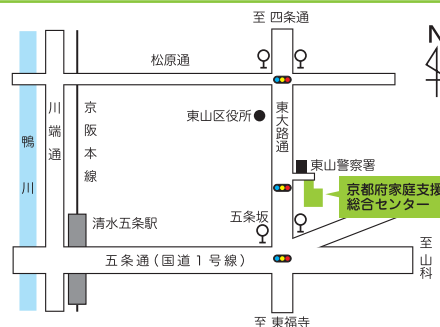 至 四条通
N
松原通
川端通
京阪本線
東大路通
東山区役所
鴨川
東山警察署
京都府家庭支援
総合センター
清水五条駅
五条坂
五条通(国道1号線)
至 山科
至 東福寺